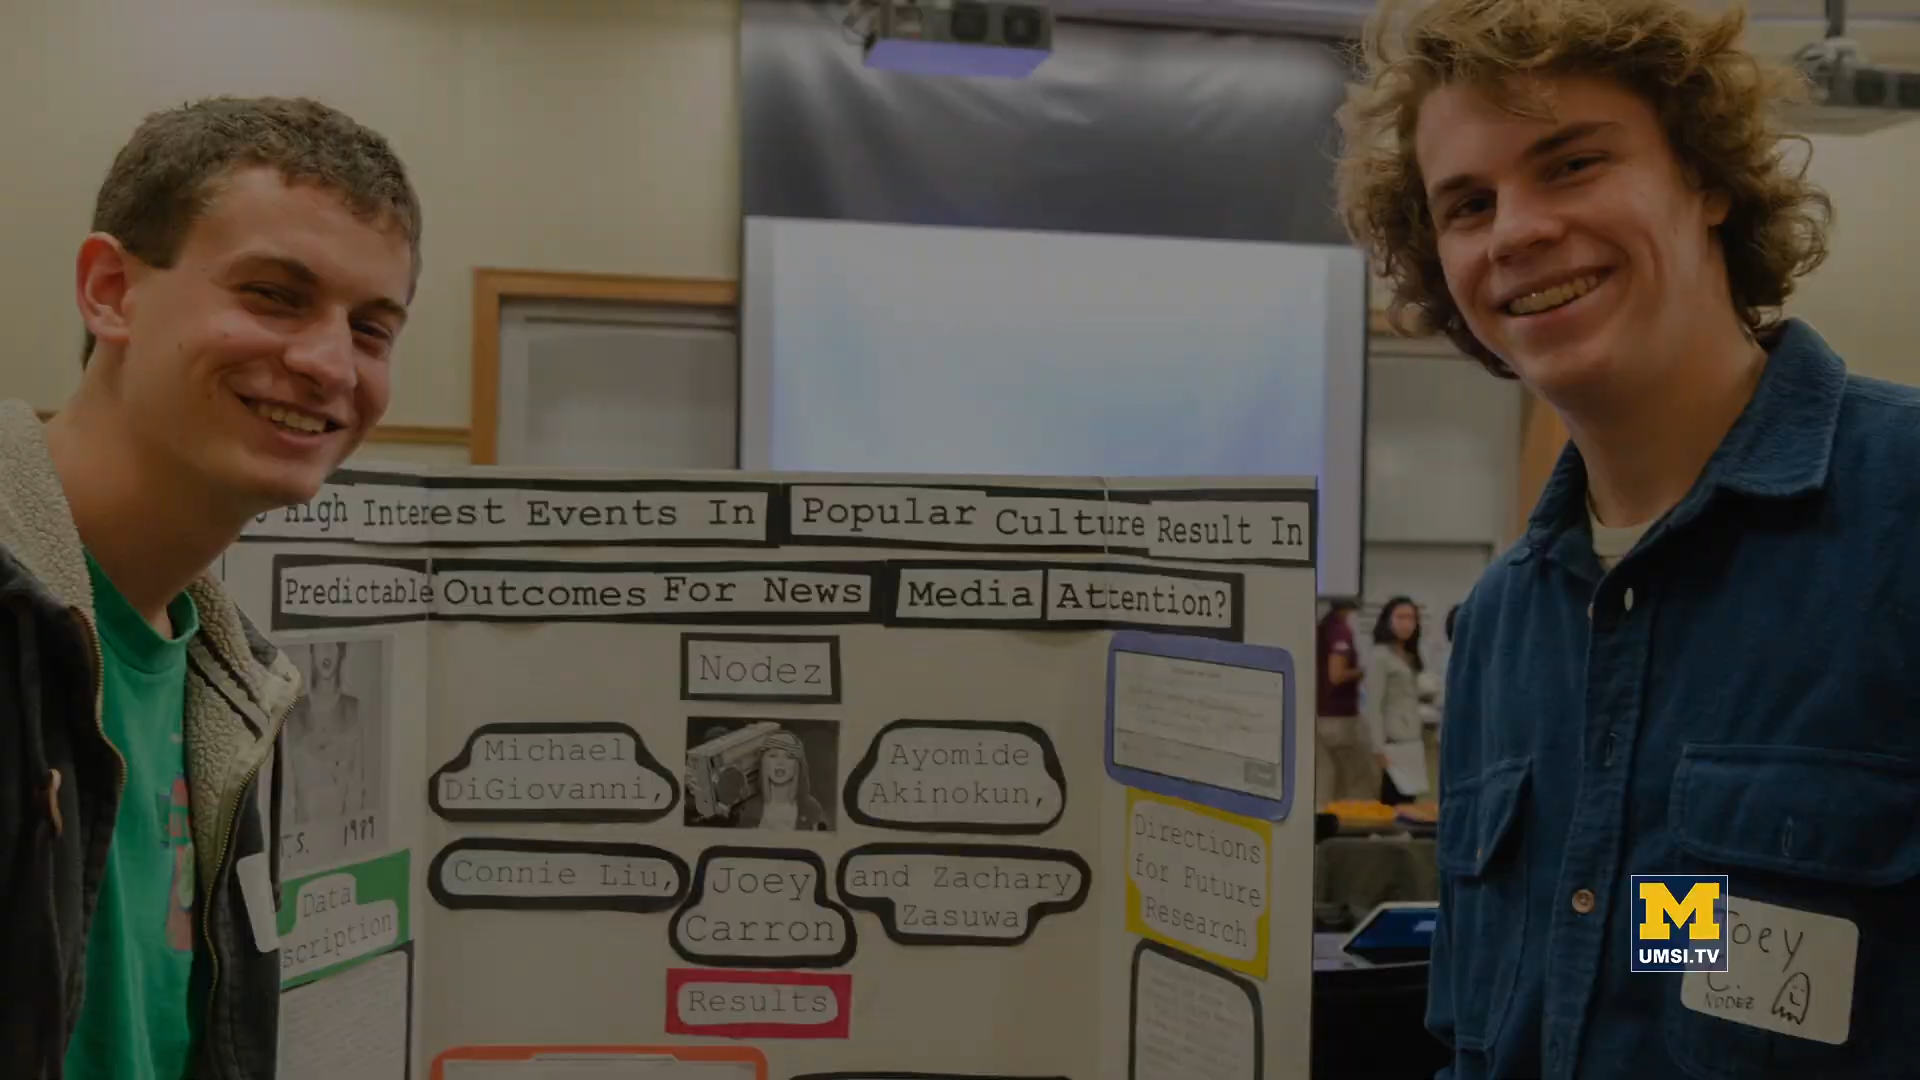 High Interest Events In Popular Culture Result In
Predictable Outcomes For News Media Attention?
Nodez
Michael
DiGiovanni,
Ayomide
Akinokun,
Connie Liu,
Joey
Carron
and Zachary
Zasuwa
Results
T.S. 1989
Data
Directions
for Future
Research
M
UMSI.TV
Joey
C.
NODEZ